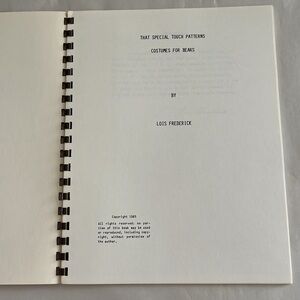 THAT SPECIAL TOUCH PATTERNS
COSTUMES FOR BEARS
BY
LOIS FREDERICK
Copyright 1985
All rights reserved: no por-
tion of this book may be used
or reproduced, including copy-
right, without permission of
the author.